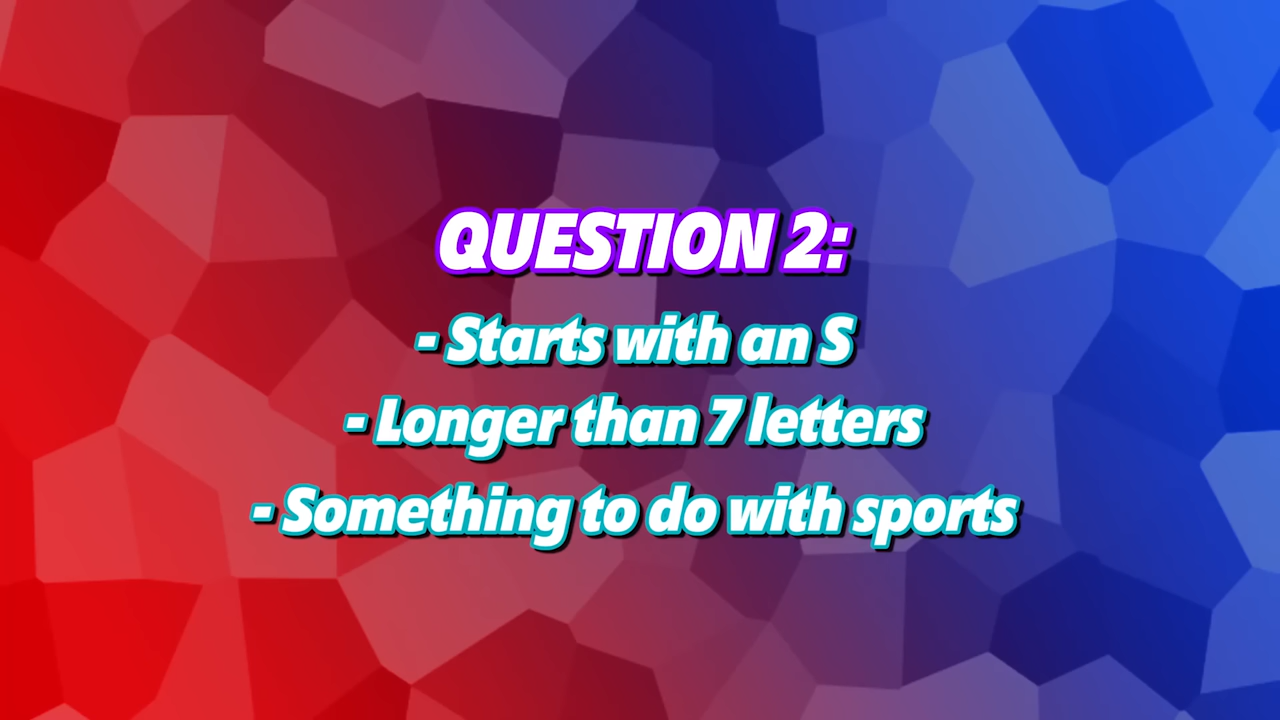 QUESTION 2:
- Starts with an S
- Longer than 7 letters
- Something to do with sports